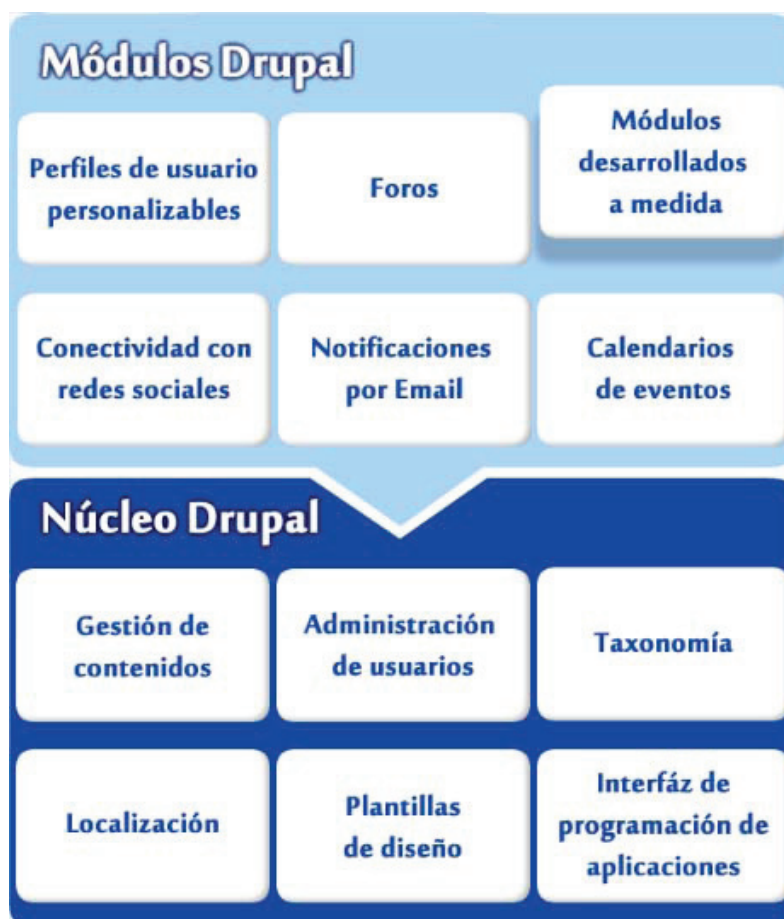 Módulos Drupal
Perfiles de usuario
personalizables
Foros
Módulos
desarrollados
a medida
Conectividad con
redes sociales
Notificaciones
por Email
Calendarios
de eventos
Núcleo Drupal
Gestión de
contenidos
Administración
de usuarios
Taxonomía
Localización
Plantillas
de diseño
Interfáz de
programación de
aplicaciones